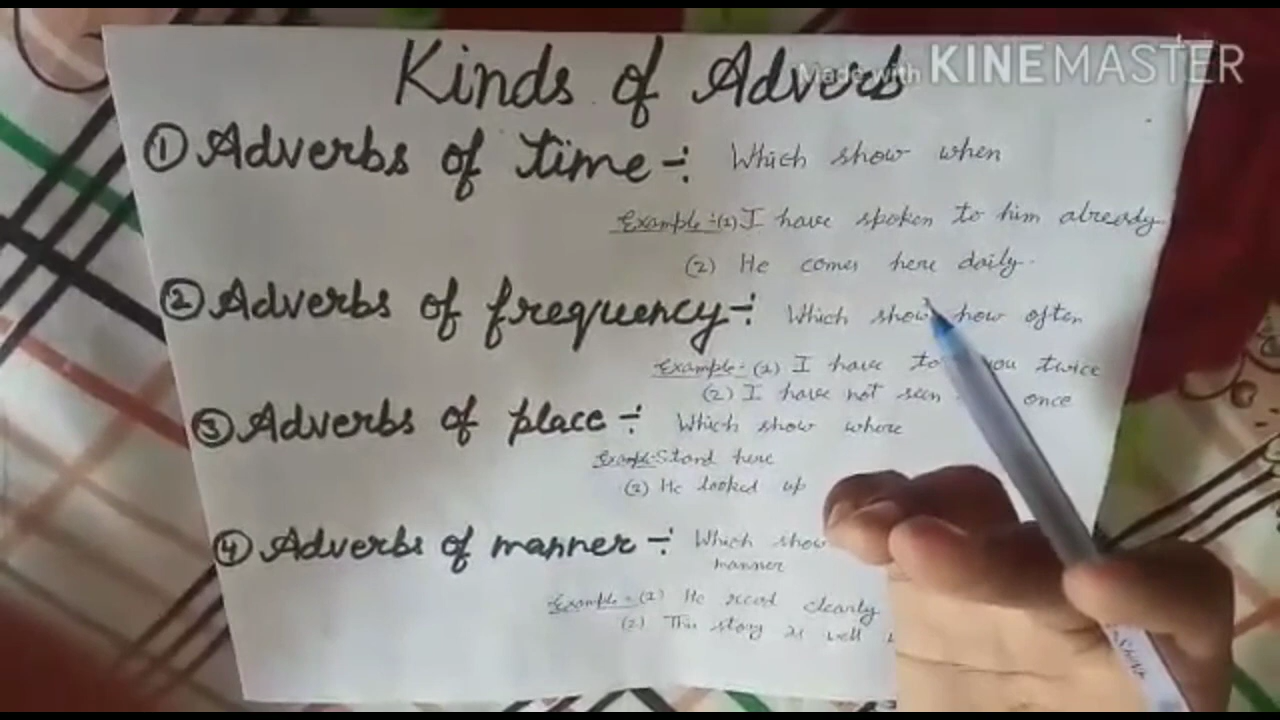 Made with KINEMASTER
Kinds of Adverb
① Adverbs of time -: Which show when
Example -: (1) I have spoken to him already
(2) He comes here daily.
② Adverbs of frequency -: Which show how often
Example - (1) I have you twice
(2) I have not seen once
③ Adverbs of place -: Which show where
Example Stand here
(2) He looked up
④ Adverbs of manner -: Which show
manner
Example - (1) He read clearly
(2) This story is well